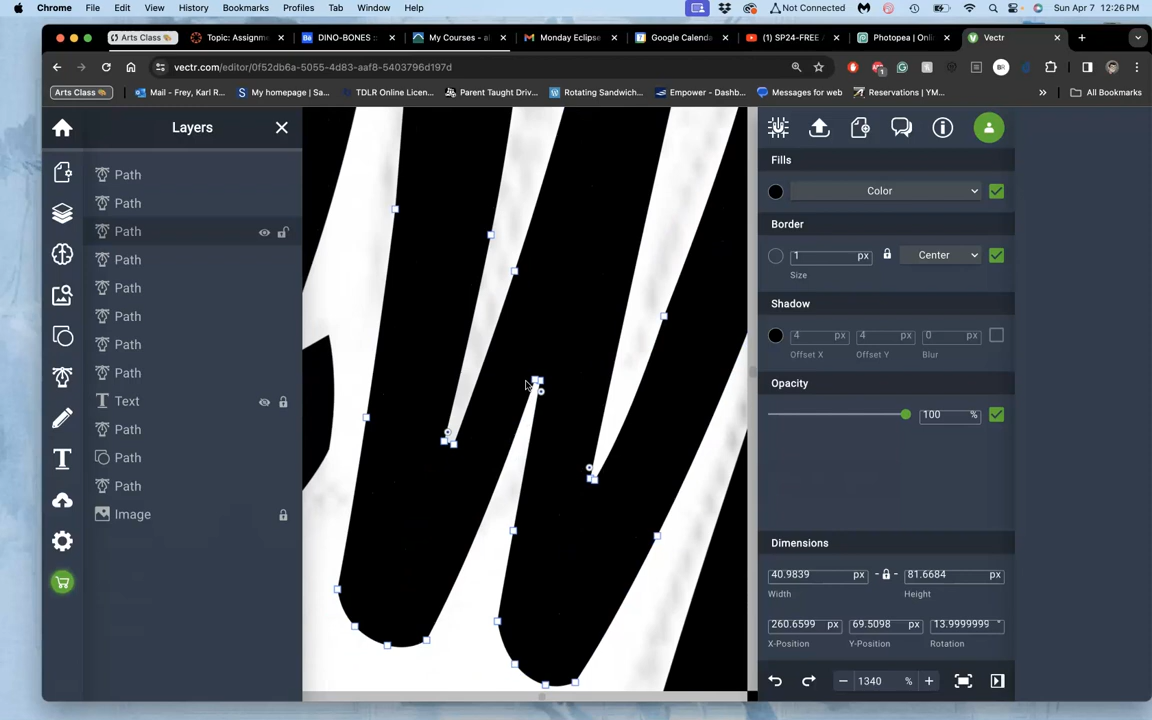 Chrome File Edit View History Bookmarks Profiles Tab Window Help Not Connected Sun Apr 7 12:26 PM
Arts Class Topic: Assignme DINO-BONES :: My Courses - al Gmail Monday Eclipse Google Calenda (1) SP24-FREE / Photopea | Onli Vectr
vectr.com/editor/0f52db6a-5055-4d83-aaf8-5403796d197d
Arts Class Mail - Frey, Karl R... My homepage | Sa... TDLR Online Licen... Parent Taught Driv... Rotating Sandwich... Empower - Dashb... Messages for web Reservations | YM... » All Bookmarks
Layers
Path
Path
Path
Path
Path
Path
Path
Path
Text
Path
Path
Path
Image
Fills
Color
Border
1 px Center
Size
Shadow
4 px 4 px 0 px
Offset X Offset Y Blur
Opacity
100 %
Dimensions
40.9839 px 81.6684 px
Width Height
260.6599 px 69.5098 px 13.9999999 °
X-Position Y-Position Rotation
1340 %